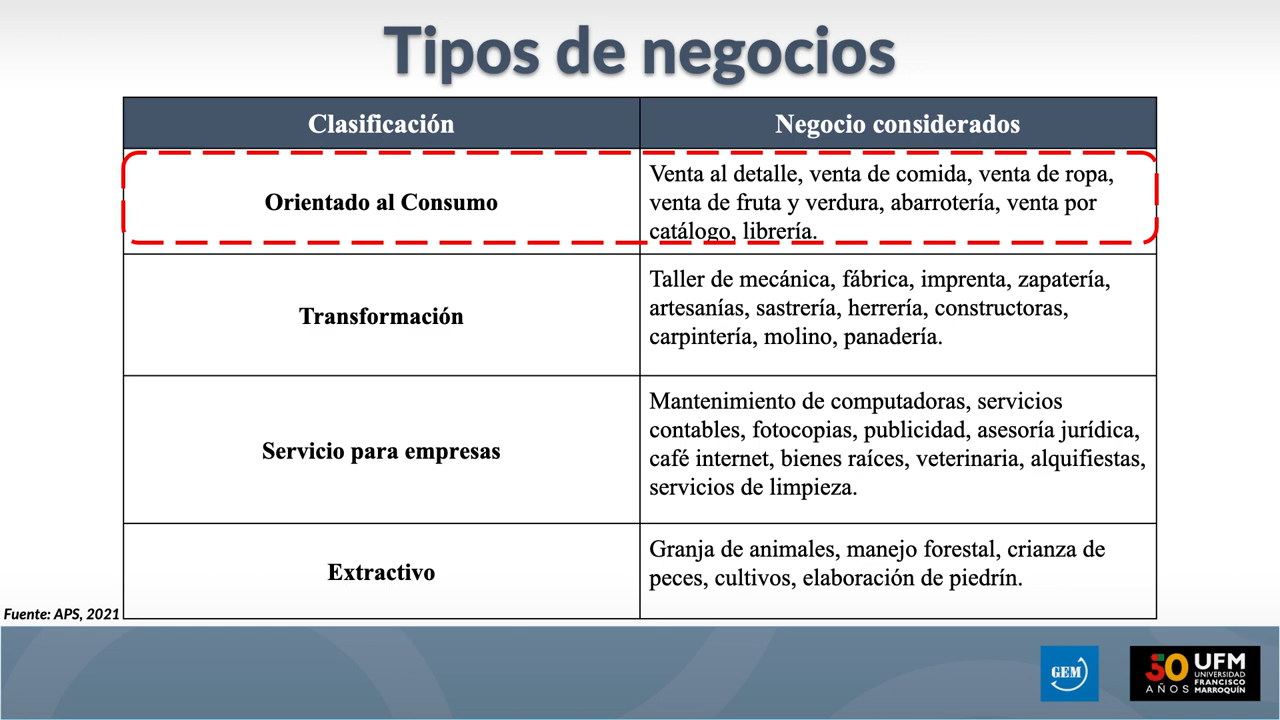 Tipos de negocios
Clasificación
Negocio considerados
Orientado al Consumo
Venta al detalle, venta de comida, venta de ropa,
venta de fruta y verdura, abarrotería, venta por
catálogo, librería.
Transformación
Taller de mecánica, fábrica, imprenta, zapatería,
artesanías, sastrería, herrería, constructoras,
carpintería, molino, panadería.
Servicio para empresas
Mantenimiento de computadoras, servicios
contables, fotocopias, publicidad, asesoría jurídica,
café internet, bienes raíces, veterinaria, alquifiestas,
servicios de limpieza.
Extractivo
Granja de animales, manejo forestal, crianza de
peces, cultivos, elaboración de piedrín.
Fuente: APS, 2021
GEM
50
AÑOS
UFM
UNIVERSIDAD
FRANCISCO
MARROQUÍN